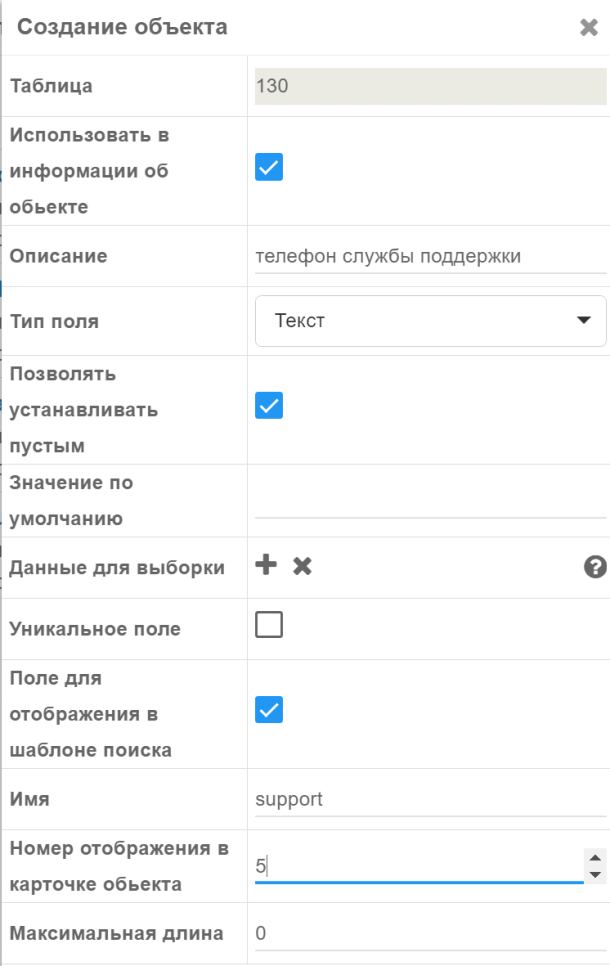 Создание объекта
Таблица
130
Использовать в
информации об
обьекте
Описание
телефон службы поддержки
Тип поля
Текст
Позволять
устанавливать
пустым
Значение по
умолчанию
Данные для выборки
Уникальное поле
Поле для
отображения в
шаблоне поиска
Имя
support
Номер отображения в
карточке обьекта
5
Максимальная длина
0